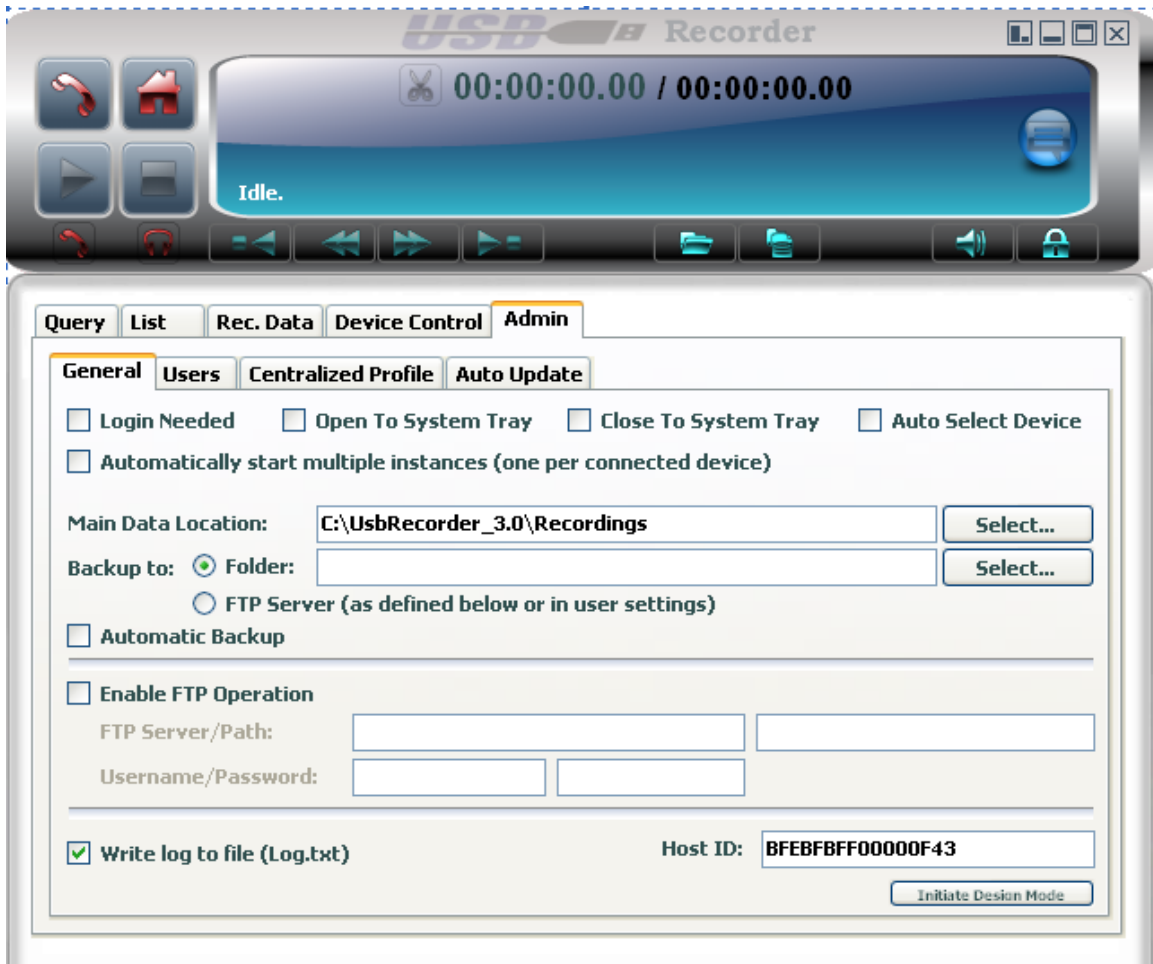 USB Recorder
00:00:00.00 / 00:00:00.00
Idle.
Query List Rec. Data Device Control Admin
General Users Centralized Profile Auto Update
Login Needed Open To System Tray Close To System Tray Auto Select Device
Automatically start multiple instances (one per connected device)
Main Data Location: C:\UsbRecorder_3.0\Recordings Select...
Backup to: Folder: Select...
FTP Server (as defined below or in user settings)
Automatic Backup
Enable FTP Operation
FTP Server/Path:
Username/Password:
Write log to file (Log.txt) Host ID: BFEBFBFF00000F43
Initiate Design Mode